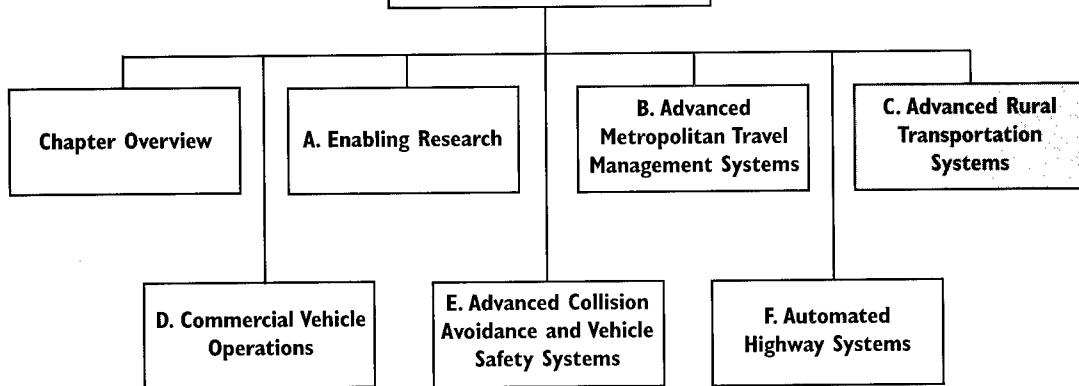 Chapter Overview
A. Enabling Research
B. Advanced
Metropolitan Travel
Management Systems
C. Advanced Rural
Transportation
Systems
D. Commercial Vehicle
Operations
E. Advanced Collision
Avoidance and Vehicle
Safety Systems
F. Automated
Highway Systems